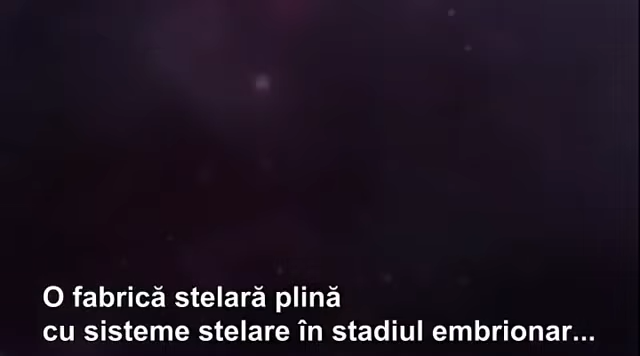 O fabrică stelară plină
cu sisteme stelare în stadiul embrionar...